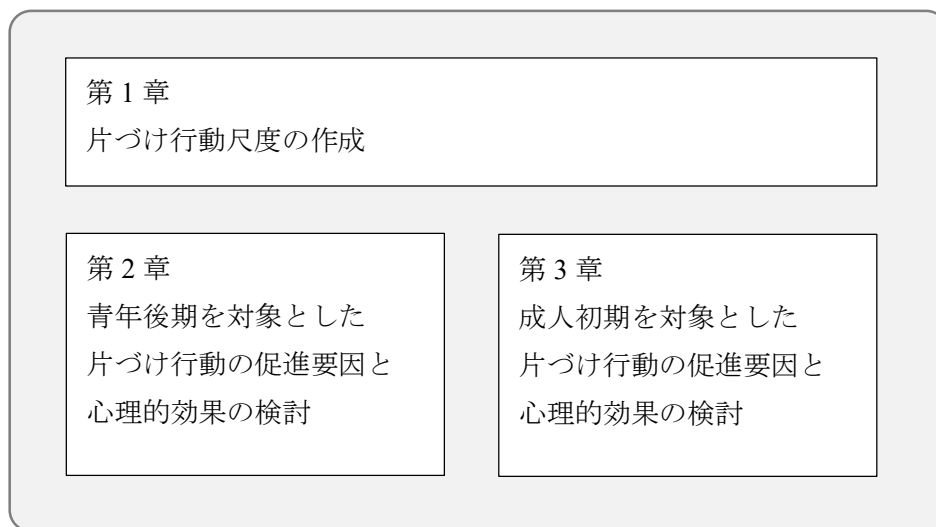 第 1 章
片づけ行動尺度の作成
第 2 章
青年後期を対象とした
片づけ行動の促進要因と
心理的効果の検討
第 3 章
成人初期を対象とした
片づけ行動の促進要因と
心理的効果の検討